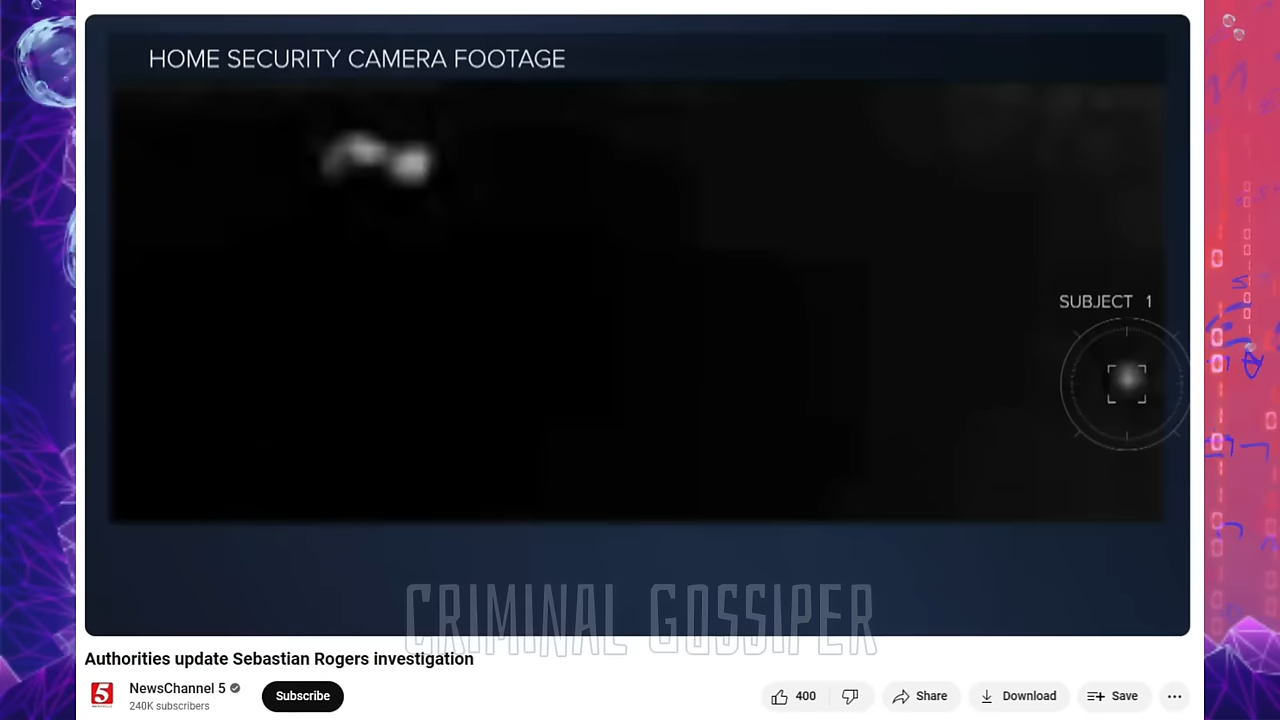 HOME SECURITY CAMERA FOOTAGE
SUBJECT 1
CRIMINAL GOSSIPER
Authorities update Sebastian Rogers investigation
5
NewsChannel 5
240K subscribers
Subscribe
400
Share
Download
Save